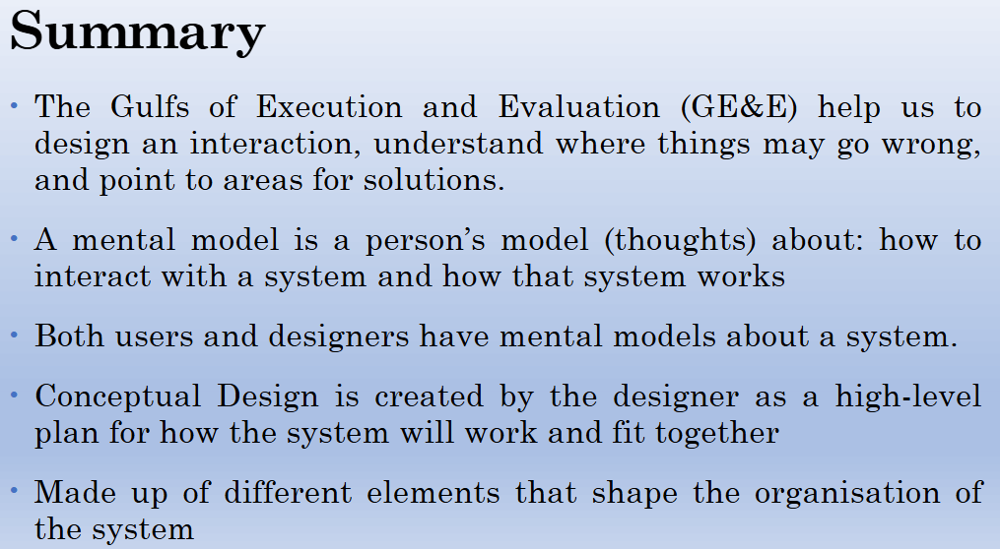 Summary
• The Gulfs of Execution and Evaluation (GE&E) help us to
design an interaction, understand where things may go wrong,
and point to areas for solutions.
• A mental model is a person’s model (thoughts) about: how to
interact with a system and how that system works
• Both users and designers have mental models about a system.
• Conceptual Design is created by the designer as a high-level
plan for how the system will work and fit together
• Made up of different elements that shape the organisation of
the system